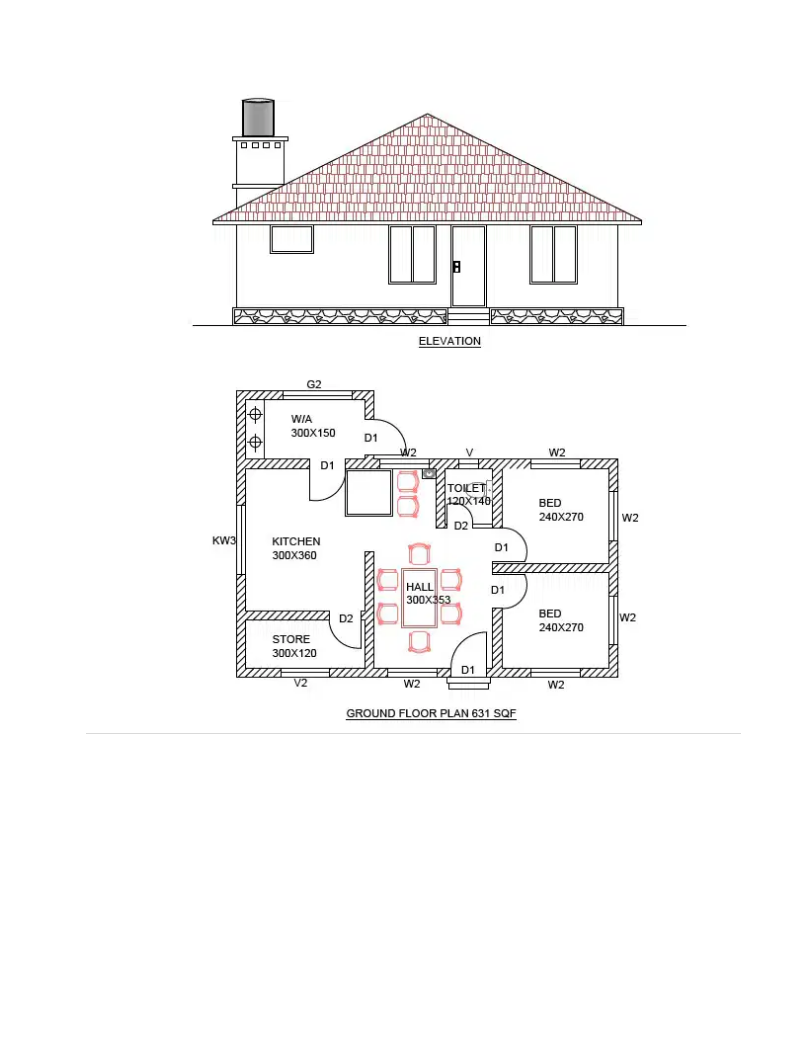 ELEVATION
G2
W/A
300X150
D1
W2
V
W2
D1
TOILET
120X140
BED
240X270
W2
D2
KITCHEN
300X360
KW3
D1
HALL
300X353
D1
D2
BED
240X270
W2
STORE
300X120
D1
V2
W2
W2
GROUND FLOOR PLAN 631 SQF